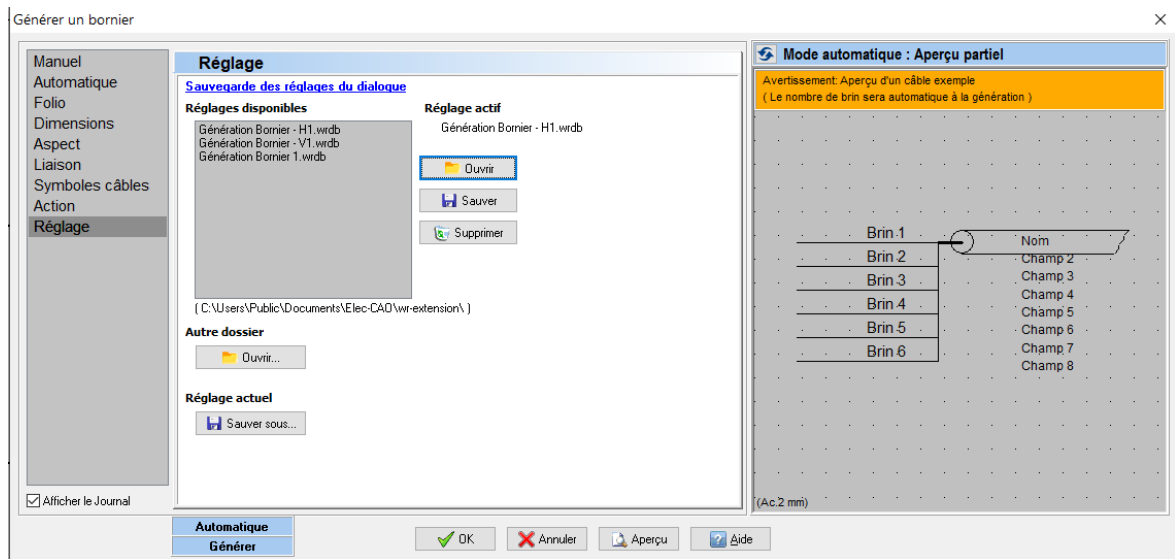 Générer un bornier
Manuel
Automatique
Folio
Dimensions
Aspect
Liaison
Symboles câbles
Action
Réglage
Afficher le Journal
Réglage
Sauvegarde des réglages du dialogue
Réglages disponibles
Génération Bornier - H1.wrdb
Génération Bornier - V1.wrdb
Génération Bornier 1.wrdb
( C:\Users\Public\Documents\Elec-CAO\wr-extension\ )
Réglage actif
Génération Bornier - H1.wrdb
Ouvrir
Sauver
Supprimer
Autre dossier
Ouvrir...
Réglage actuel
Sauver sous...
Automatique
Générer
OK
Annuler
Aperçu
Aide
Mode automatique : Aperçu partiel
Avertissement: Aperçu d'un câble exemple
( Le nombre de brin sera automatique à la génération )
Brin 1
Brin 2
Brin 3
Brin 4
Brin 5
Brin 6
Nom
Champ 2
Champ 3
Champ 4
Champ 5
Champ 6
Champ 7
Champ 8
(Ac.2 mm)